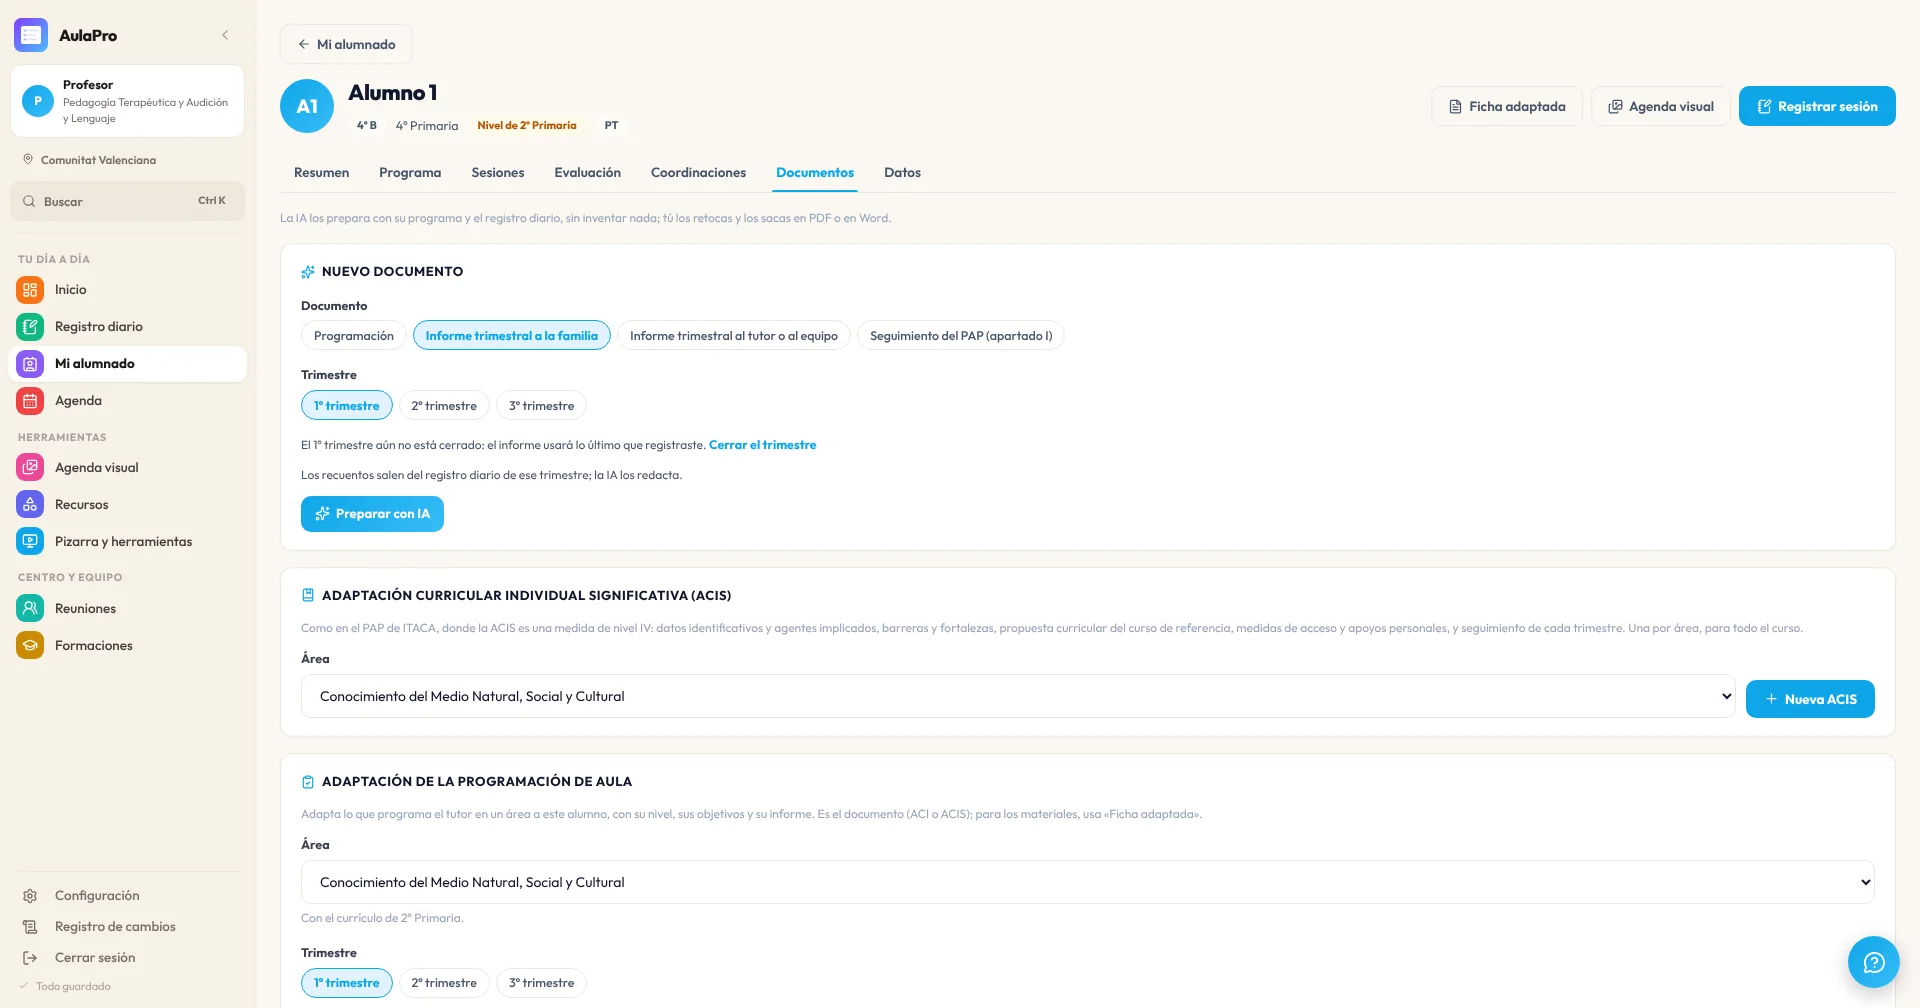 AulaPro
P
Profesor
Pedagogía Terapéutica y Audición
y Lenguaje
Comunitat Valenciana
Buscar
Ctrl K
TU DÍA A DÍA
Inicio
Registro diario
Mi alumnado
Agenda
HERRAMIENTAS
Agenda visual
Recursos
Pizarra y herramientas
CENTRO Y EQUIPO
Reuniones
Formaciones
Configuración
Registro de cambios
Cerrar sesión
Todo guardado
Mi alumnado
A1
Alumno 1
4º B 4º Primaria Nivel de 2º Primaria PT
Ficha adaptada
Agenda visual
Registrar sesión
Resumen Programa Sesiones Evaluación Coordinaciones Documentos Datos
La IA los prepara con su programa y el registro diario, sin inventar nada; tú los retocas y los sacas en PDF o en Word.
NUEVO DOCUMENTO
Documento
Programación Informe trimestral a la familia Informe trimestral al tutor o al equipo Seguimiento del PAP (apartado I)
Trimestre
1º trimestre 2º trimestre 3º trimestre
El 1º trimestre aún no está cerrado: el informe usará lo último que registraste. Cerrar el trimestre
Los recuentos salen del registro diario de ese trimestre; la IA los redacta.
Preparar con IA
ADAPTACIÓN CURRICULAR INDIVIDUAL SIGNIFICATIVA (ACIS)
Como en el PAP de ITACA, donde la ACIS es una medida de nivel IV: datos identificativos y agentes implicados, barreras y fortalezas, propuesta curricular del curso de referencia, medidas de acceso y apoyos personales, y seguimiento de cada trimestre. Una por área, para todo el curso.
Área
Conocimiento del Medio Natural, Social y Cultural
Nueva ACIS
ADAPTACIÓN DE LA PROGRAMACIÓN DE AULA
Adapta lo que programa el tutor en un área a este alumno, con su nivel, sus objetivos y su informe. Es el documento (ACI o ACIS); para los materiales, usa «Ficha adaptada».
Área
Conocimiento del Medio Natural, Social y Cultural
Con el currículo de 2º Primaria.
Trimestre
1º trimestre 2º trimestre 3º trimestre